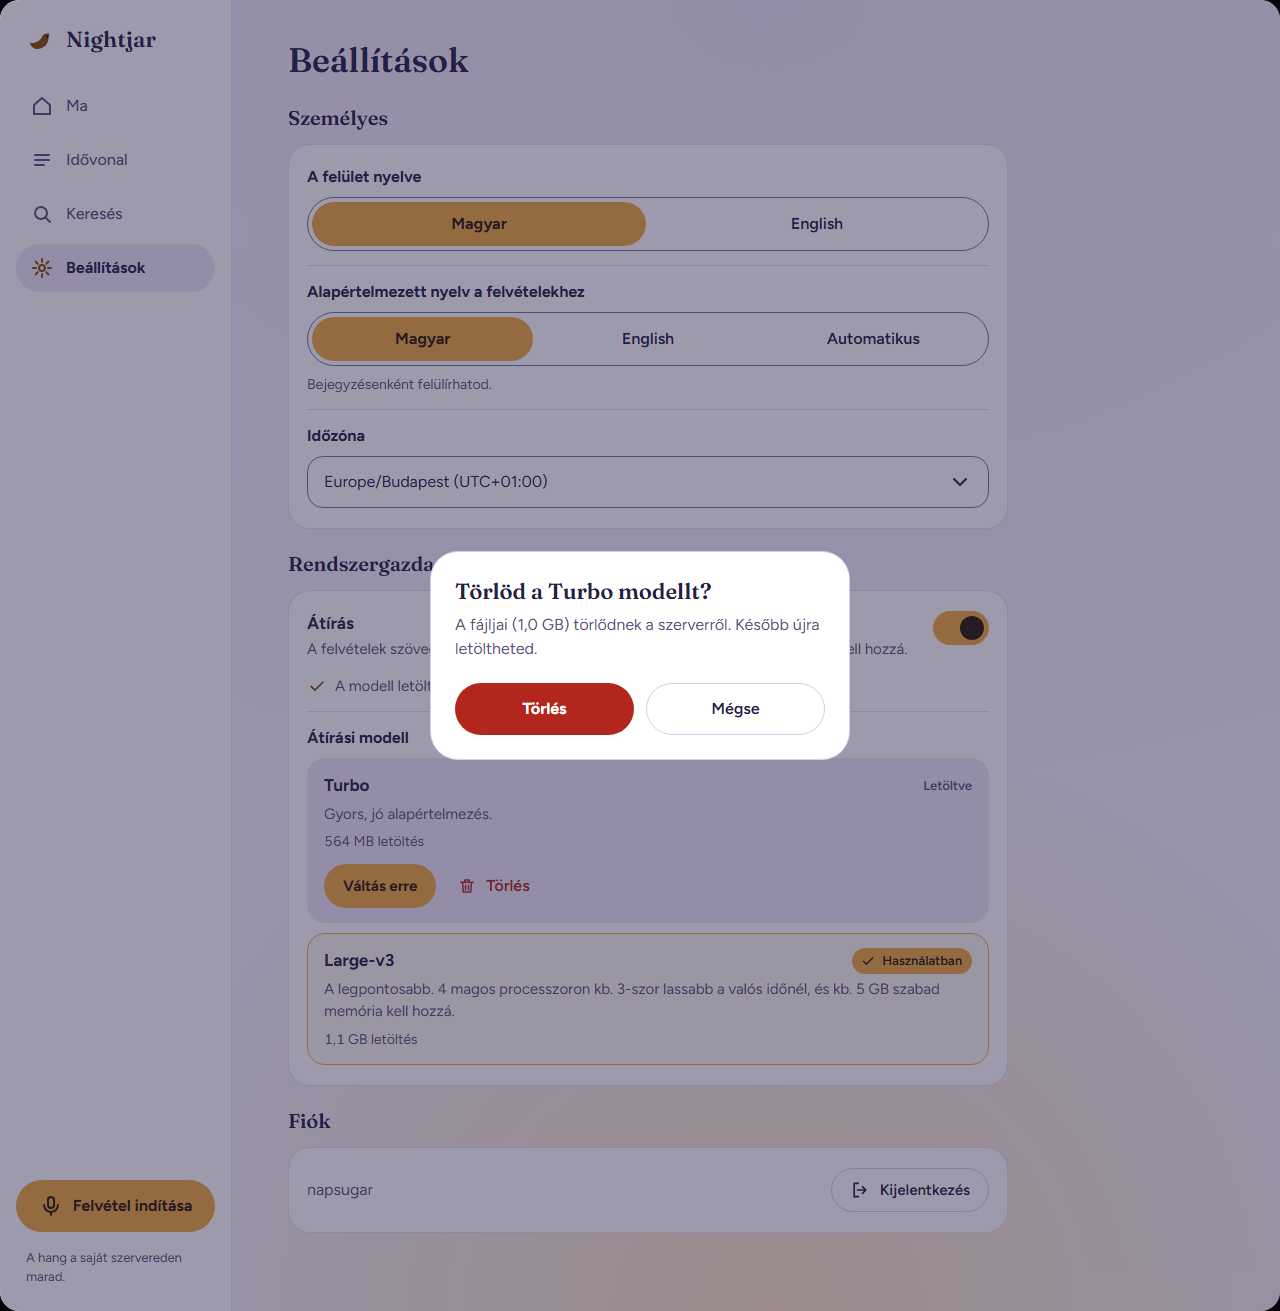 Nightjar
Ma
Idővonal
Keresés
Beállítások
Felvétel indítása
A hang a saját szervereden
marad.
Beállítások
Személyes
A felület nyelve
Magyar English
Alapértelmezett nyelv a felvételekhez
Magyar English Automatikus
Bejegyzésenként felülírhatod.
Időzóna
Europe/Budapest (UTC+01:00)
Átírás
A felvételek hozzá.
A modell
Átírási modell
Turbo Letöltve
Gyors, jó alapértelmezés.
564 MB letöltés
Váltás erre Törlés
Large-v3 Használatban
A legpontosabb. 4 magos processzoron kb. 3-szor lassabb a valós időnél, és kb. 5 GB szabad
memória kell hozzá.
1,1 GB letöltés
Fiók
napsugar Kijelentkezés
Törlöd a Turbo modellt?
A fájljai (1,0 GB) törlődnek a szerverről. Később újra
letöltheted.
Törlés Mégse